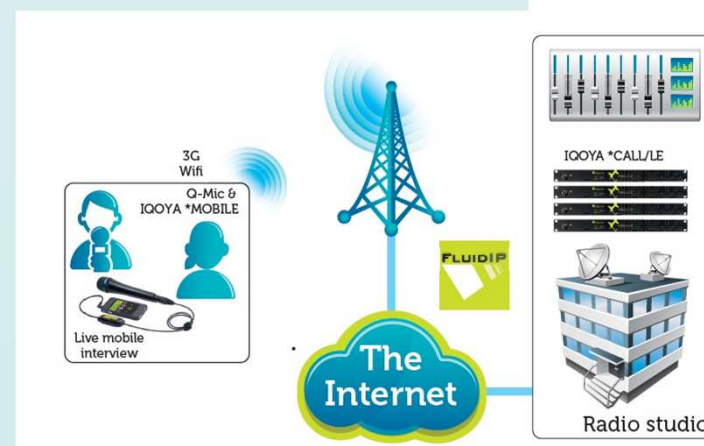 3G
Wifi
Q-Mic &
IQOYA *MOBILE
Live mobile
interview
FLUIDIP
The
Internet
IQOYA *CALL/LE
Radio studio